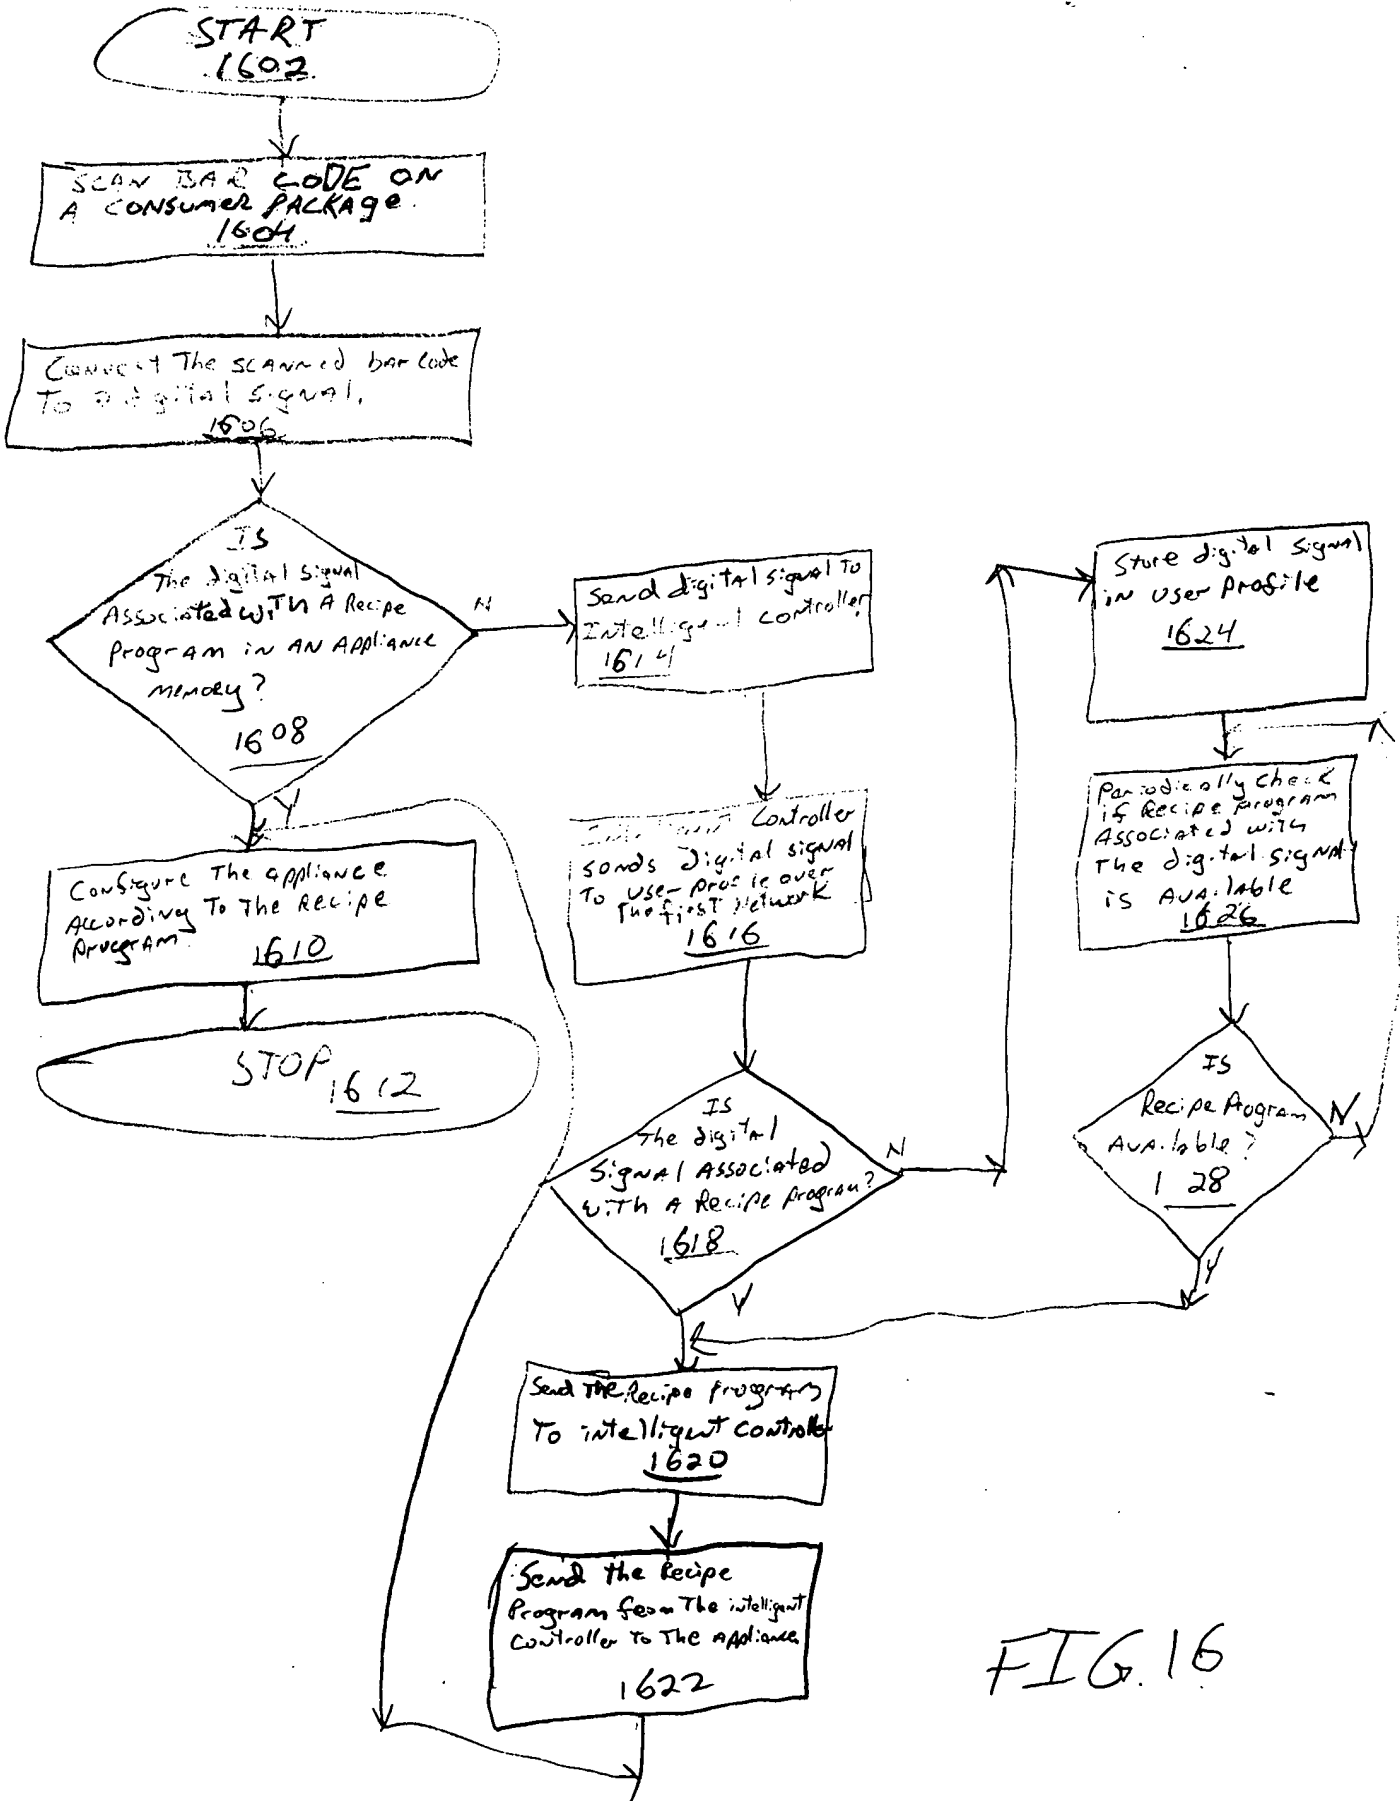 START
1602
SCAN BAR CODE ON
A CONSUMER PACKAGE.
1604
Convert The scanned bar code
To a digital signal.
1606
IS
The digital signal
Associated with A Recipe
Program in AN Appliance
memory?
1608
N
Y
Configure The appliance
According To The Recipe
program.
1610
STOP
1612
Send digital signal To
Intelligent controller
1614
Controller
sends digital signal
To user profile over
The first Network
1616
IS
The digital
Signal Associated
with A Recipe program?
1618
N
Y
Send The Recipe Program
To intelligent controller
1620
Send the Recipe
Program from The intelligent
Controller To The Appliance
1622
Store digital signal
in user Profile
1624
Periodically check
if Recipe program
Associated with
The digital signal
is Available
1626
IS
Recipe Program
Available?
1 28
N
Y
FIG. 16